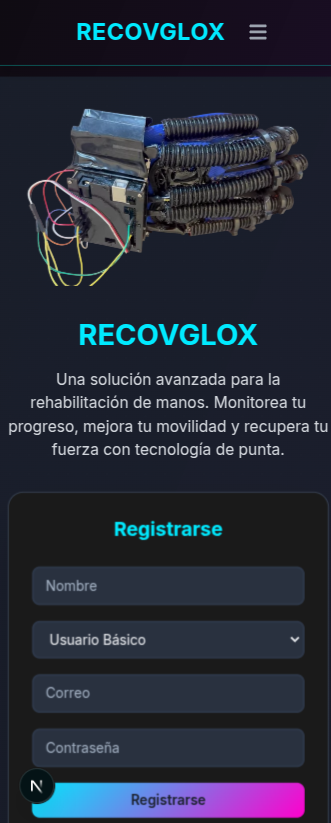 RECOVGLOX
RECOVGLOX
Una solución avanzada para la
rehabilitación de manos. Monitorea tu
progreso, mejora tu movilidad y recupera tu
fuerza con tecnología de punta.
Registrarse
Nombre
Usuario Básico
Correo
Contraseña
N
Registrarse